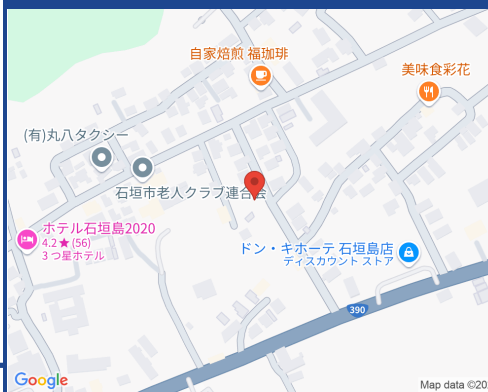 自家焙煎 福珈琲
美味食彩花
(有)丸八タクシー
石垣市老人クラブ連合会
ホテル石垣島2020
4.2★(56)
3 つ星ホテル
ドン・キホーテ 石垣島店
ディスカウント ストア
390
Google
Map data ©20